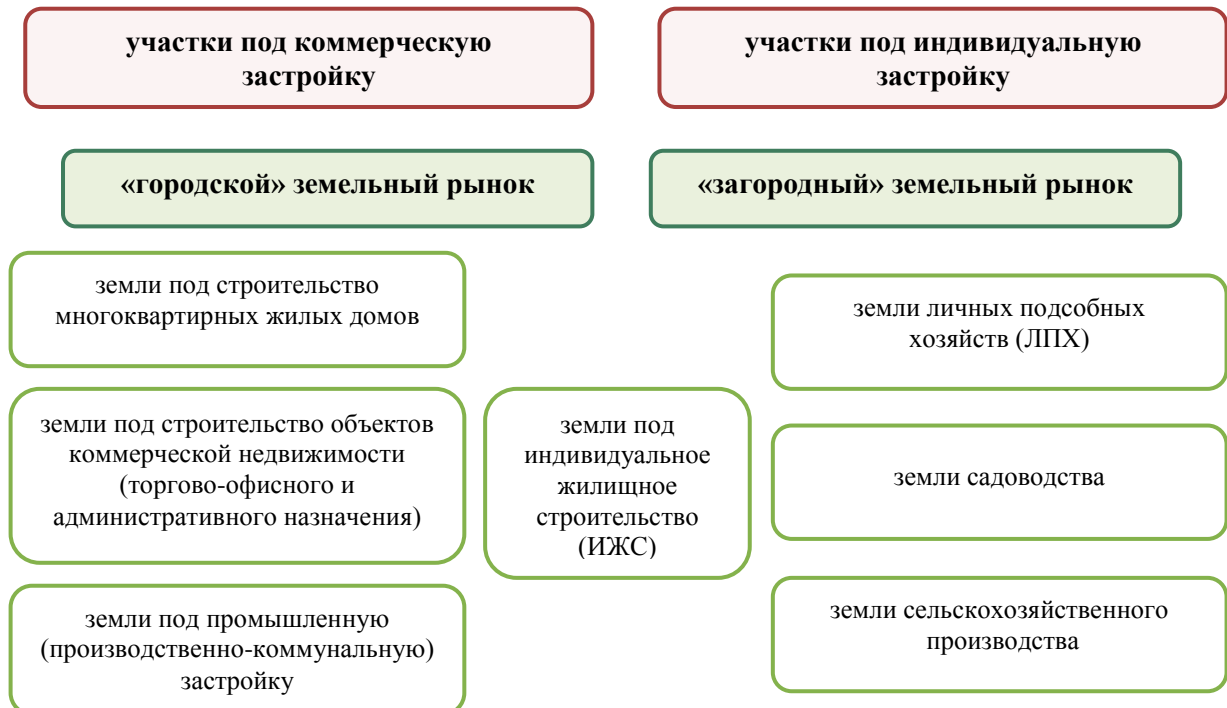 участки под коммерческую
застройку
участки под индивидуальную
застройку
«городской» земельный рынок
«загородный» земельный рынок
земли под строительство
многоквартирных жилых домов
земли под строительство объектов
коммерческой недвижимости
(торгово-офисного и
административного назначения)
земли под промышленную
(производственно-коммунальную)
застройку
земли под
индивидуальное
жилищное
строительство
(ИЖС)
земли личных подсобных
хозяйств (ЛПХ)
земли садоводства
земли сельскохозяйственного
производства